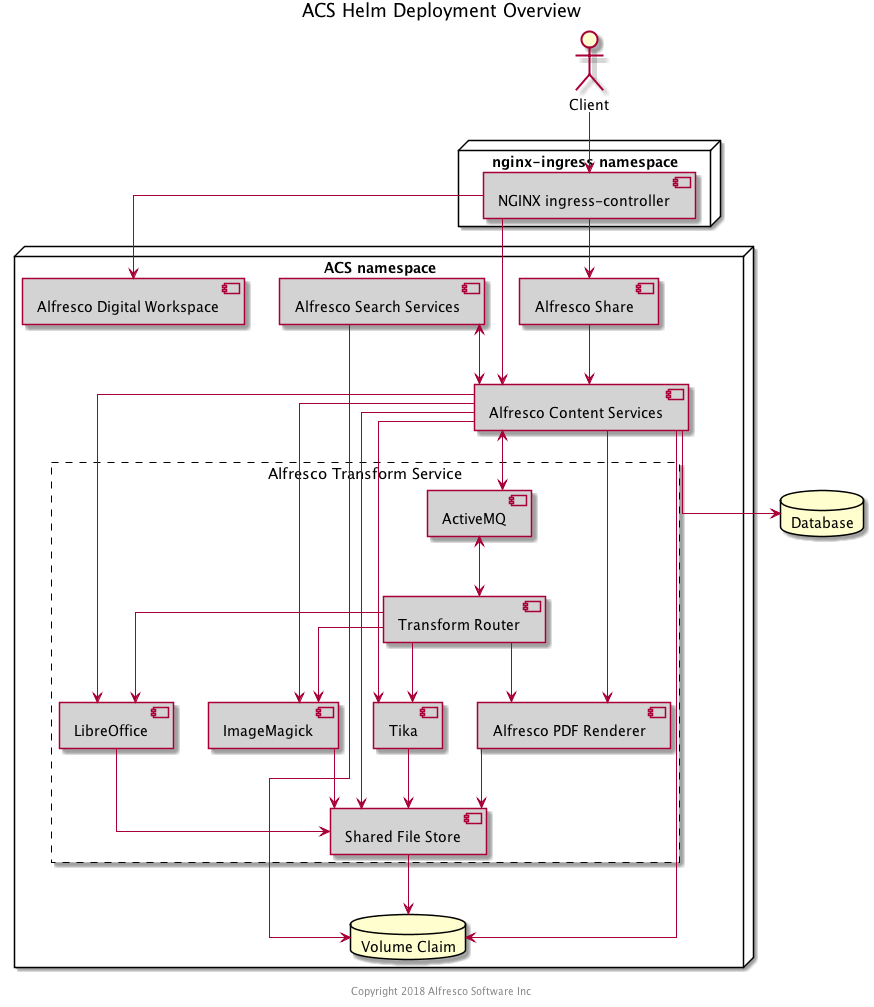 ACS Helm Deployment Overview
Client
nginx-ingress namespace
NGINX ingress-controller
ACS namespace
Alfresco Digital Workspace
Alfresco Search Services
Alfresco Share
Alfresco Content Services
Alfresco Transform Service
ActiveMQ
Database
Transform Router
LibreOffice
ImageMagick
Tika
Alfresco PDF Renderer
Shared File Store
Volume Claim
Copyright 2018 Alfresco Software Inc